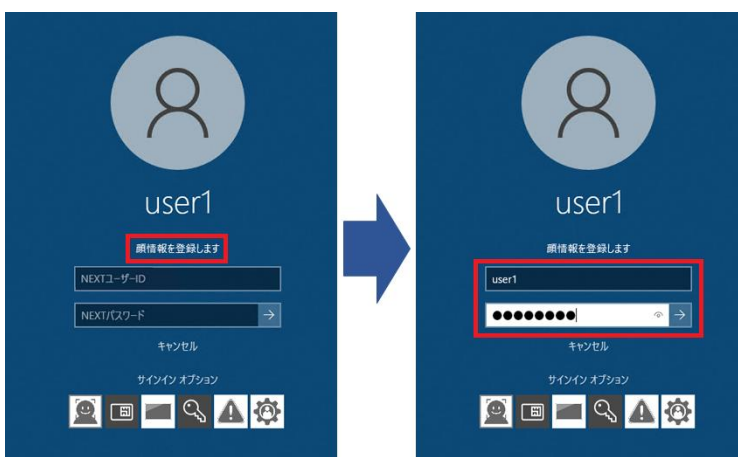 user1
顔情報を登録します
NEXTユーザーID
NEXTパスワード
キャンセル
サインイン オプション
user1
顔情報を登録します
user1
●●●●●●●●
キャンセル
サインイン オプション